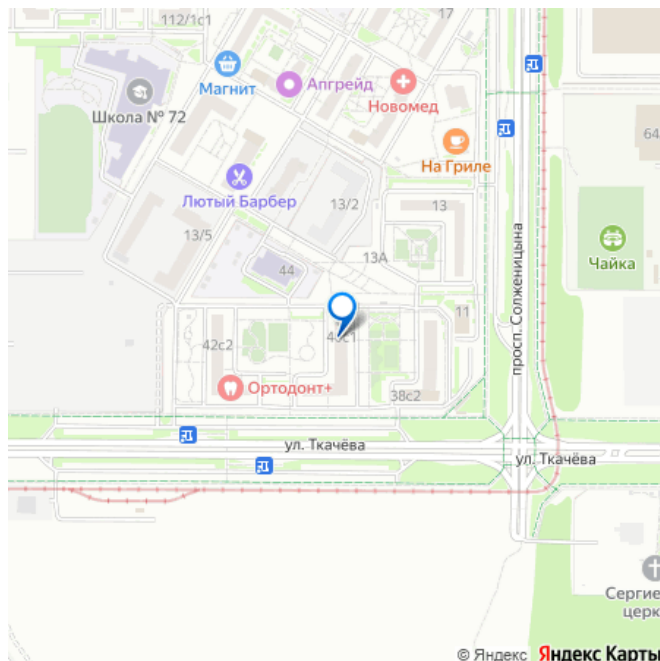 112/1с1
17
Магнит
Апгрейд
Новомед
Школа № 72
64
На Гриле
Лютый Барбер
13/2
13
13/5
13А
Чайка
44
просп. Солженицына
11
42с2
Ортодонт+
38с2
ул. Ткачёва
ул. Ткачёва
Сергие
церк
© Яндекс Яндекс Карты